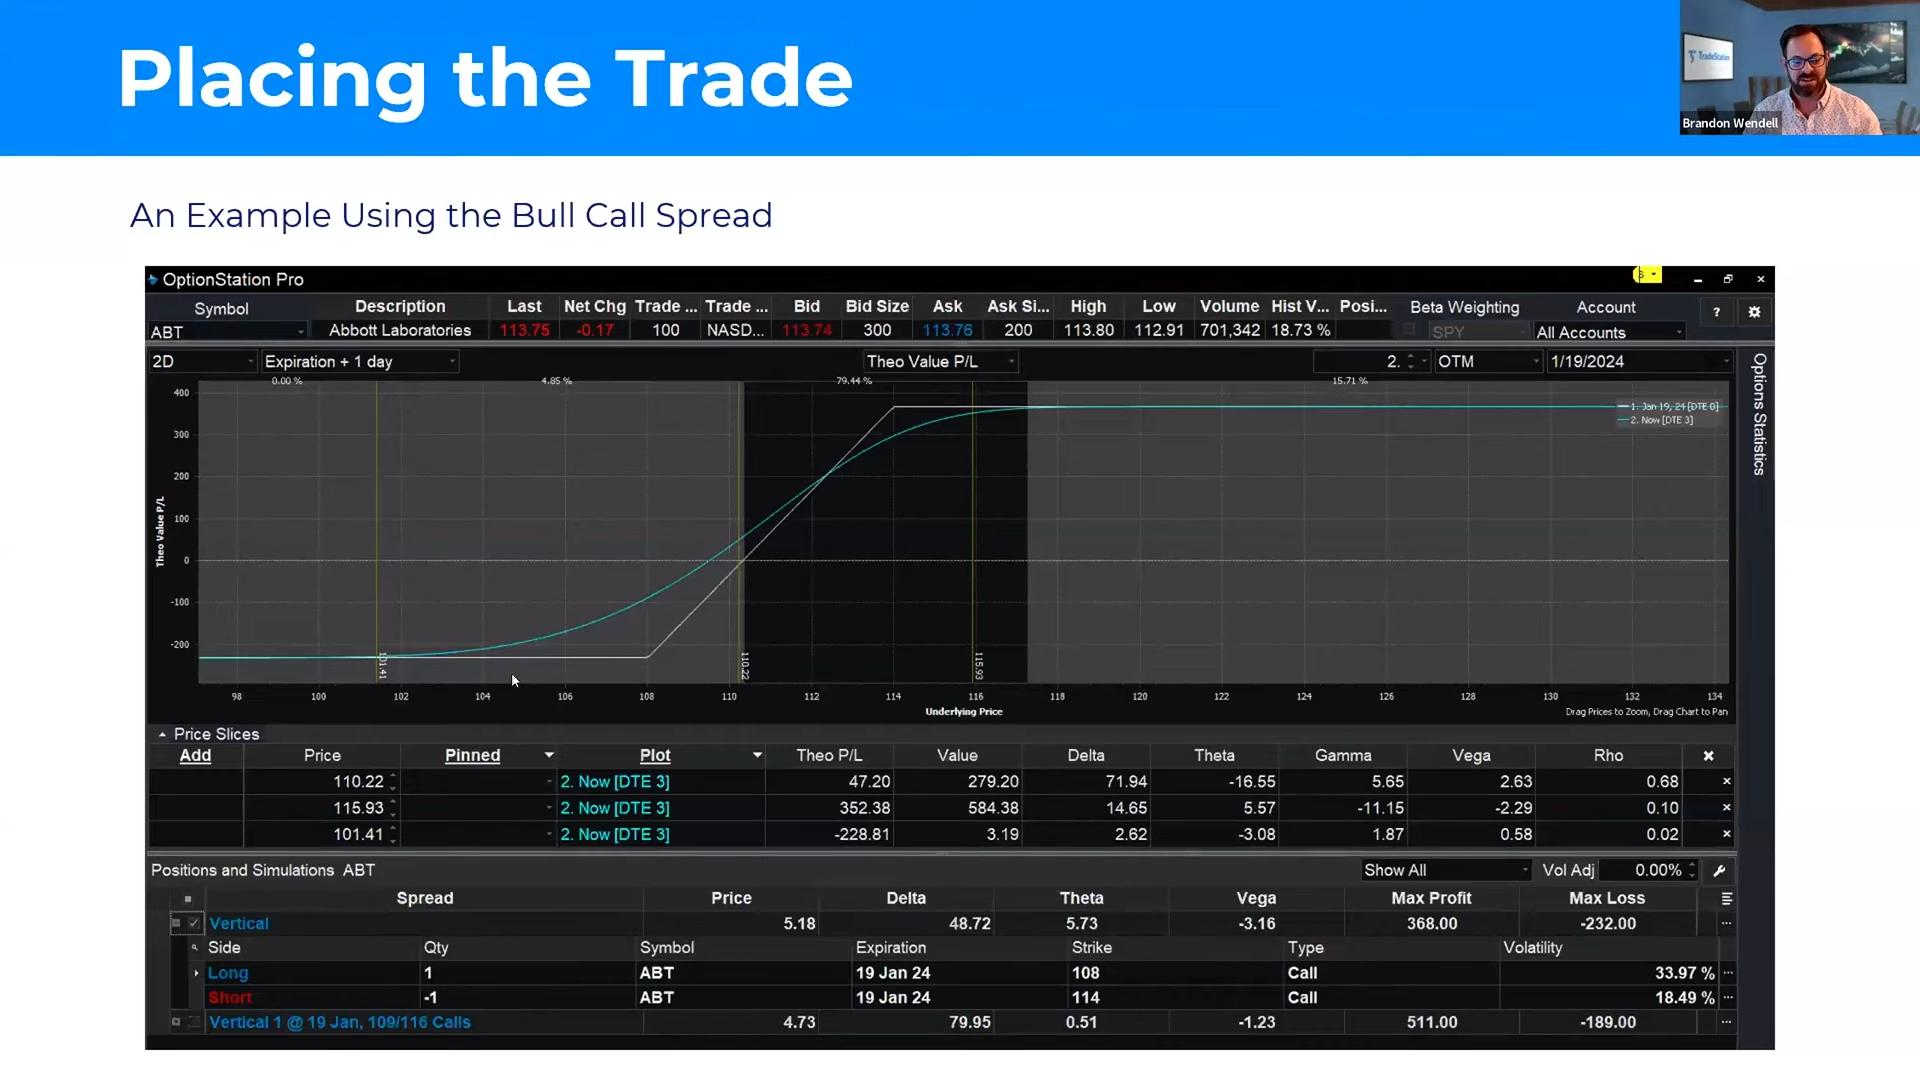 Placing the Trade
TradeStation
Brandon Wendell
An Example Using the Bull Call Spread
OptionStation Pro
Symbol Description Last Net Chg Trade ... Trade ... Bid Bid Size Ask Ask Si... High Low Volume Hist V... Posi... Beta Weighting Account
ABT Abbott Laboratories 113.75 -0.17 100 NASD... 113.74 300 113.76 200 113.80 112.91 701,342 18.73 % SPY All Accounts ?
2D Expiration + 1 day Theo Value P/L 2. OTM 1/19/2024
Options Statistics
0.00 % 4.85 % 79.44 % 15.71 %
400
300
200
100
0
-100
-200
Theo Value P/L
1. Jan 19, 24 [DTE 0]
2. Now [DTE 3]
101.41 110.22 115.93
98 100 102 104 106 108 110 112 114 116 118 120 122 124 126 128 130 132 134
Underlying Price
Drag Prices to Zoom, Drag Chart to Pan
Price Slices
Add Price Pinned Plot Theo P/L Value Delta Theta Gamma Vega Rho
110.22 2. Now [DTE 3] 47.20 279.20 71.94 -16.55 5.65 2.63 0.68
115.93 2. Now [DTE 3] 352.38 584.38 14.65 5.57 -11.15 -2.29 0.10
101.41 2. Now [DTE 3] -228.81 3.19 2.62 -3.08 1.87 0.58 0.02
Positions and Simulations ABT Show All Vol Adj 0.00%
Spread Price Delta Theta Vega Max Profit Max Loss
Vertical 5.18 48.72 5.73 -3.16 368.00 -232.00
Side Qty Symbol Expiration Strike Type Volatility
Long 1 ABT 19 Jan 24 108 Call 33.97 %
Short -1 ABT 19 Jan 24 114 Call 18.49 %
Vertical 1 @ 19 Jan, 109/116 Calls 4.73 79.95 0.51 -1.23 511.00 -189.00